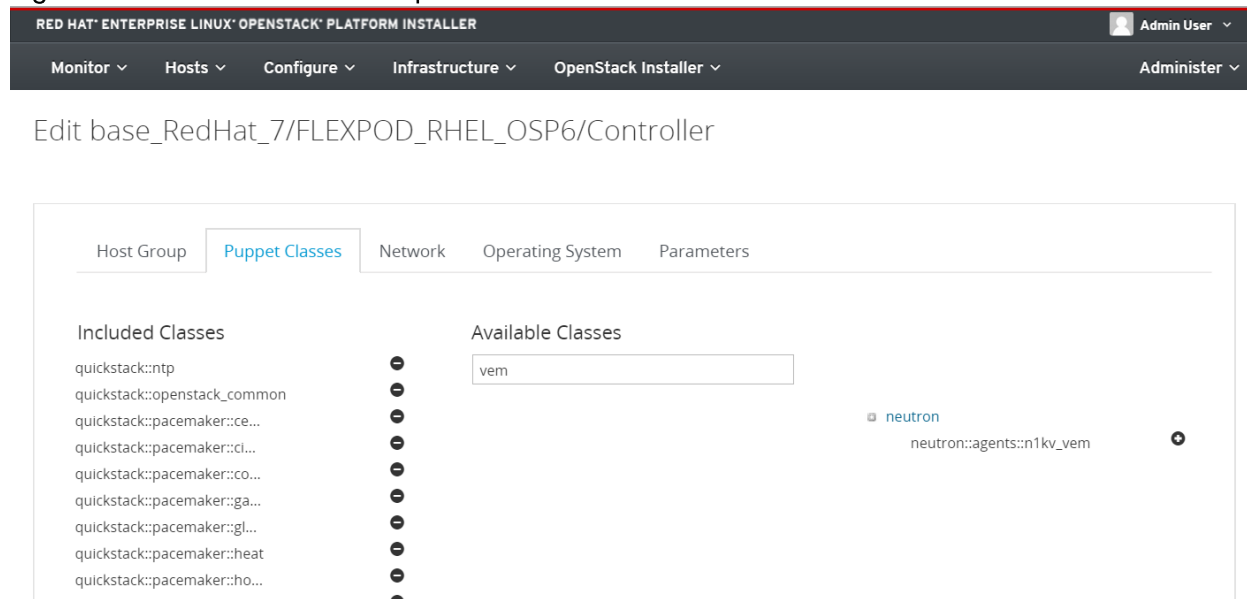 RED HAT® ENTERPRISE LINUX® OPENSTACK® PLATFORM INSTALLER
Admin User
Monitor
Hosts
Configure
Infrastructure
OpenStack Installer
Administer
Edit base_RedHat_7/FLEXPOD_RHEL_OSP6/Controller
Host Group
Puppet Classes
Network
Operating System
Parameters
Included Classes
quickstack::ntp
quickstack::openstack_common
quickstack::pacemaker::ce...
quickstack::pacemaker::ci...
quickstack::pacemaker::co...
quickstack::pacemaker::ga...
quickstack::pacemaker::gl...
quickstack::pacemaker::heat
quickstack::pacemaker::ho...
Available Classes
vem
neutron
neutron::agents::n1kv_vem